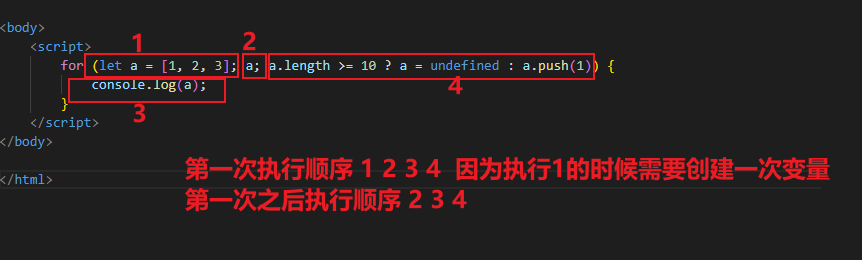 <body>
<script>
1 2
for (let a = [1, 2, 3]; a; a.length >= 10 ? a = undefined : a.push(1)) {
4
console.log(a);
3
}
</script>
</body>
</html>
第一次执行顺序 1 2 3 4 因为执行1的时候需要创建一次变量
第一次之后执行顺序 2 3 4